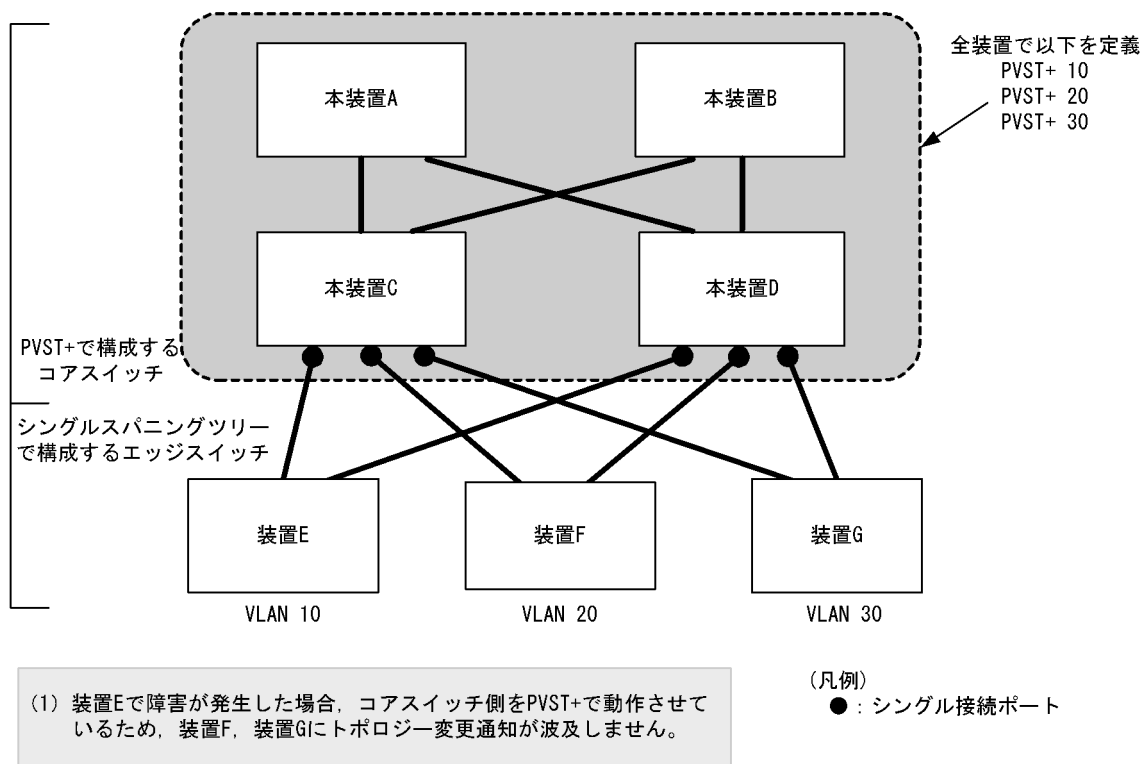 本装置A
本装置B
全装置で以下を定義
PVST+ 10
PVST+ 20
PVST+ 30
本装置C
本装置D
PVST+で構成する
コアスイッチ
シングルスパニングツリー
で構成するエッジスイッチ
装置E
装置F
装置G
VLAN 10
VLAN 20
VLAN 30
(1) 装置Eで障害が発生した場合，コアスイッチ側をPVST+で動作させて
いるため，装置F，装置Gにトポロジー変更通知が波及しません。
(凡例)
●：シングル接続ポート